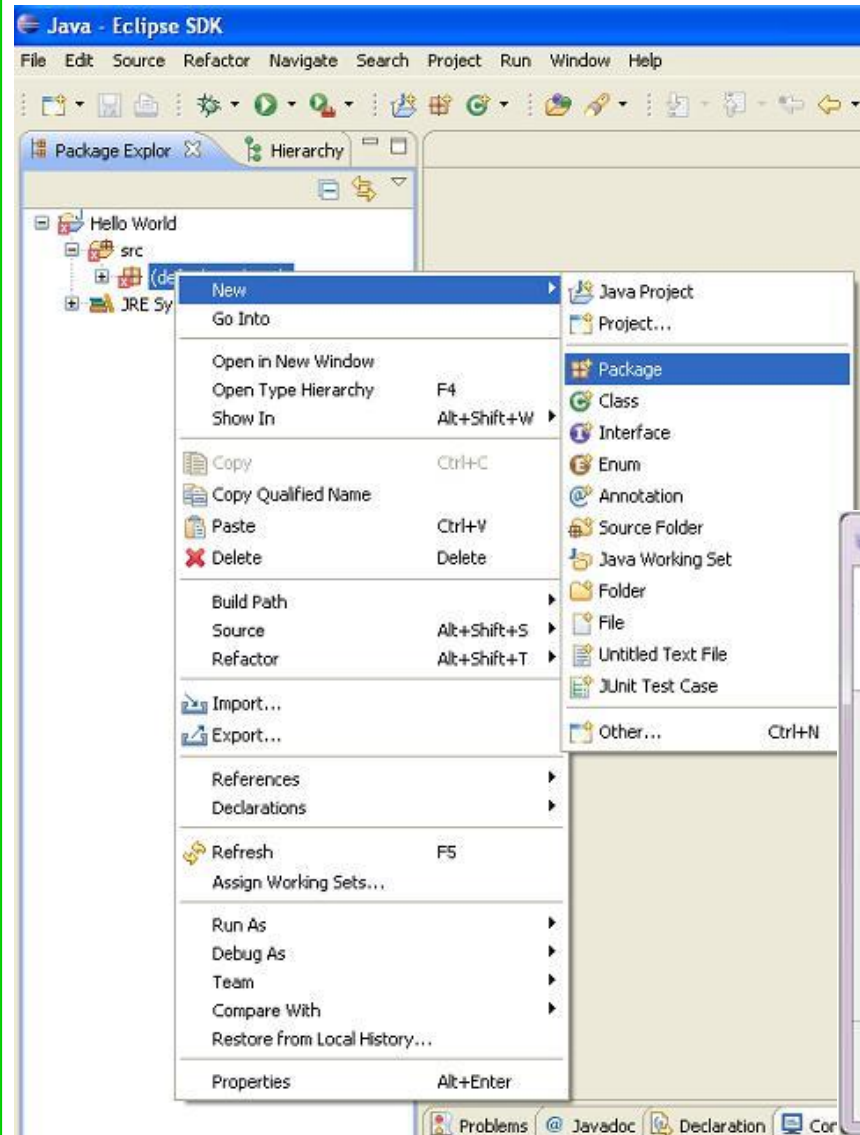 Java - Eclipse SDK
File Edit Source Refactor Navigate Search Project Run Window Help
Package Explor Hierarchy
Hello World
src
JRE Sy
New
Go Into
Open in New Window
Open Type Hierarchy F4
Show In Alt+Shift+W
Copy Ctrl+C
Copy Qualified Name
Paste Ctrl+V
Delete Delete
Build Path
Source Alt+Shift+S
Refactor Alt+Shift+T
Import...
Export...
References
Declarations
Refresh F5
Assign Working Sets...
Run As
Debug As
Team
Compare With
Restore from Local History...
Properties Alt+Enter
Java Project
Project...
Package
Class
Interface
Enum
Annotation
Source Folder
Java Working Set
Folder
File
Untitled Text File
JUnit Test Case
Other... Ctrl+N
Problems Javadoc Declaration